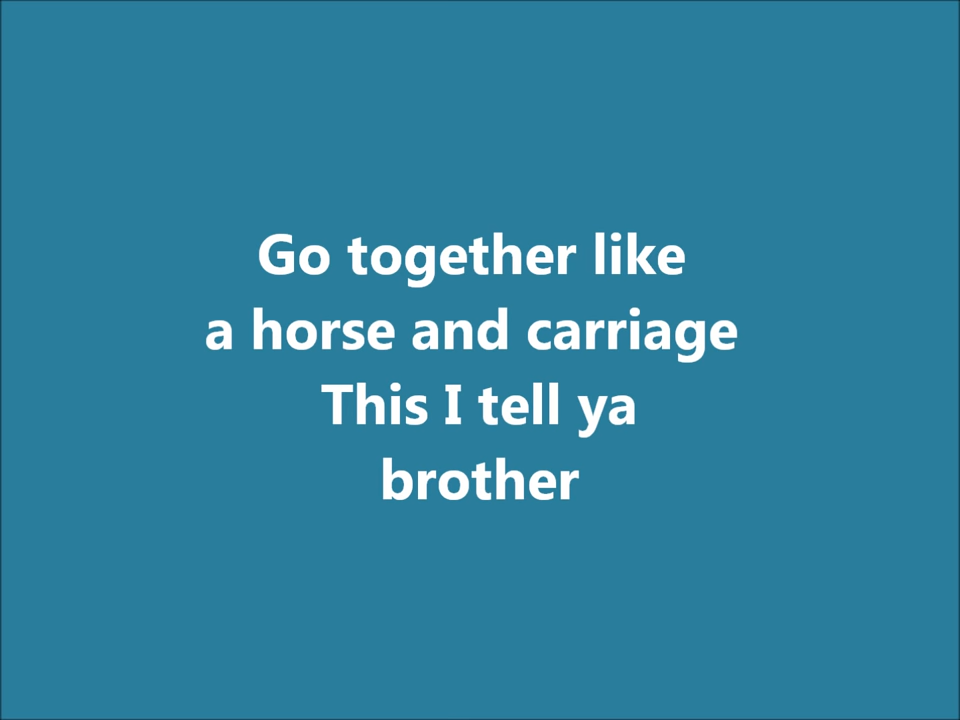 Go together like
a horse and carriage
This I tell ya
brother